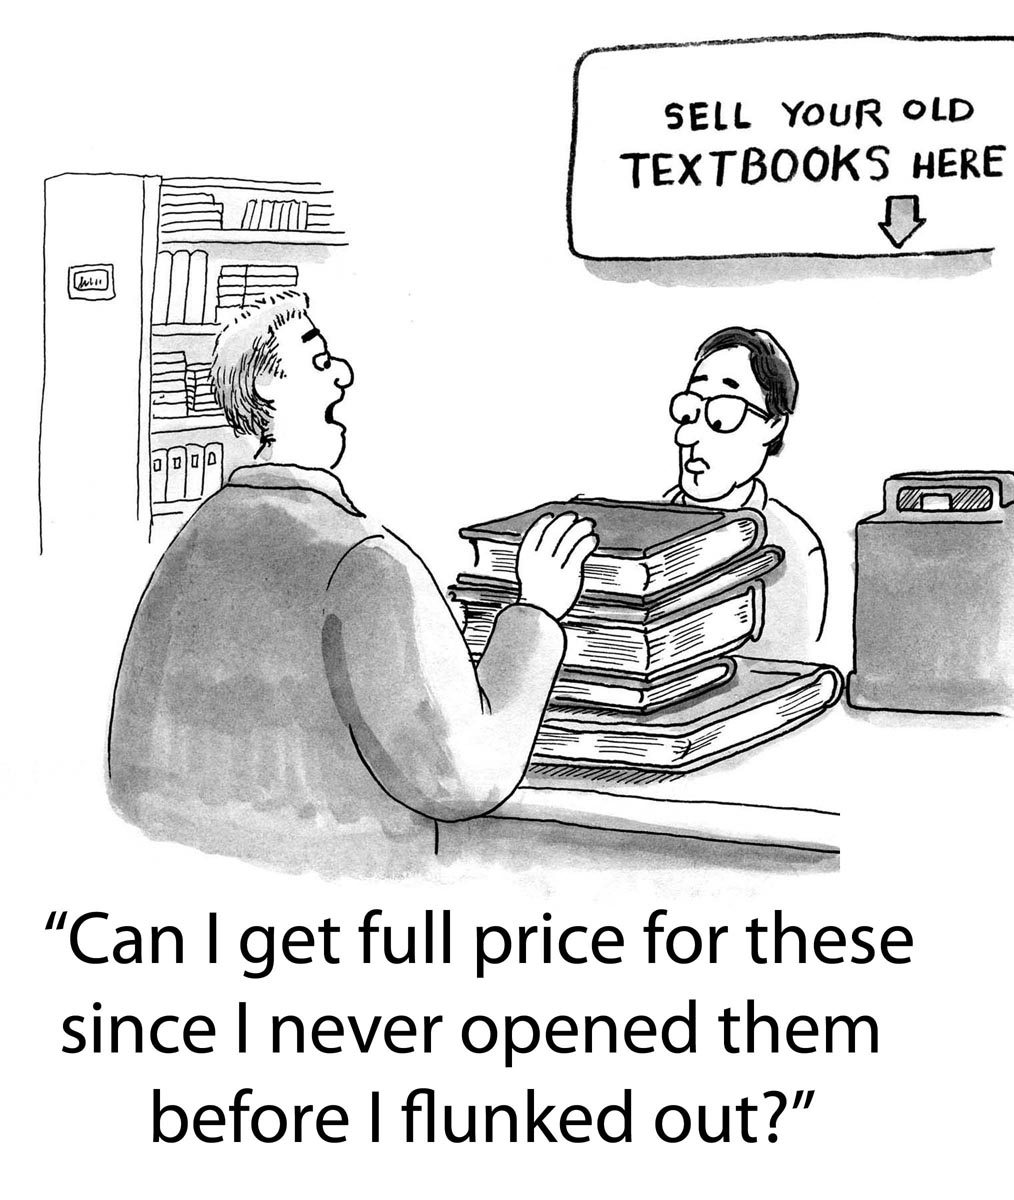 SELL YOUR OLD
TEXTBOOKS HERE
“Can I get full price for these
since I never opened them
before I flunked out?”